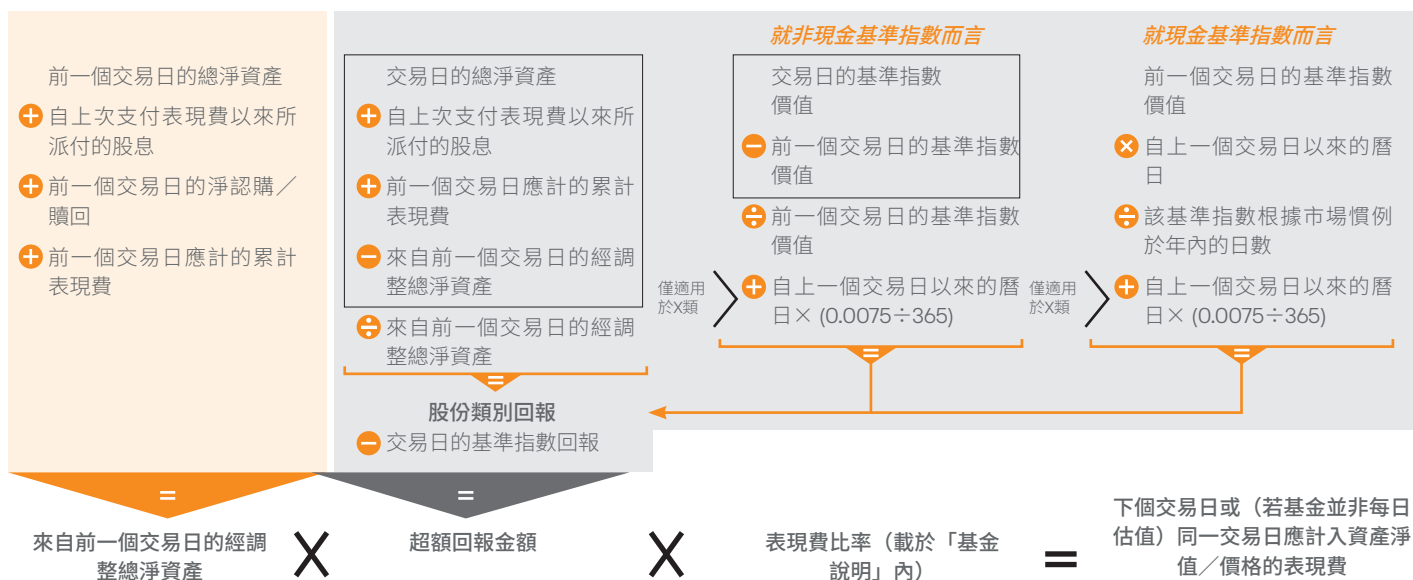 前一個交易日的總淨資產
+ 自上次支付表現費以來所
派付的股息
+ 前一個交易日的淨認購／
贖回
+ 前一個交易日應計的累計
表現費
=
來自前一個交易日的經調
整總淨資產
X
交易日的總淨資產
+ 自上次支付表現費以來所
派付的股息
+ 前一個交易日應計的累計
表現費
− 來自前一個交易日的經調
整總淨資產
÷ 來自前一個交易日的經調
整總淨資產
=
股份類別回報
− 交易日的基準指數回報
=
超額回報金額
就非現金基準指數而言
交易日的基準指數
價值
− 前一個交易日的基準指數
價值
÷ 前一個交易日的基準指數
價值
僅適用
於X類
+ 自上一個交易日以來的曆
日× (0.0075÷365)
=
就現金基準指數而言
前一個交易日的基準指數
價值
× 自上一個交易日以來的曆
日
÷ 該基準指數根據市場慣例
於年內的日數
僅適用
於X類
+ 自上一個交易日以來的曆
日× (0.0075÷365)
=
X
表現費比率（載於「基金
說明」內）
=
下個交易日或（若基金並非每日
估值）同一交易日應計入資產淨
值／價格的表現費